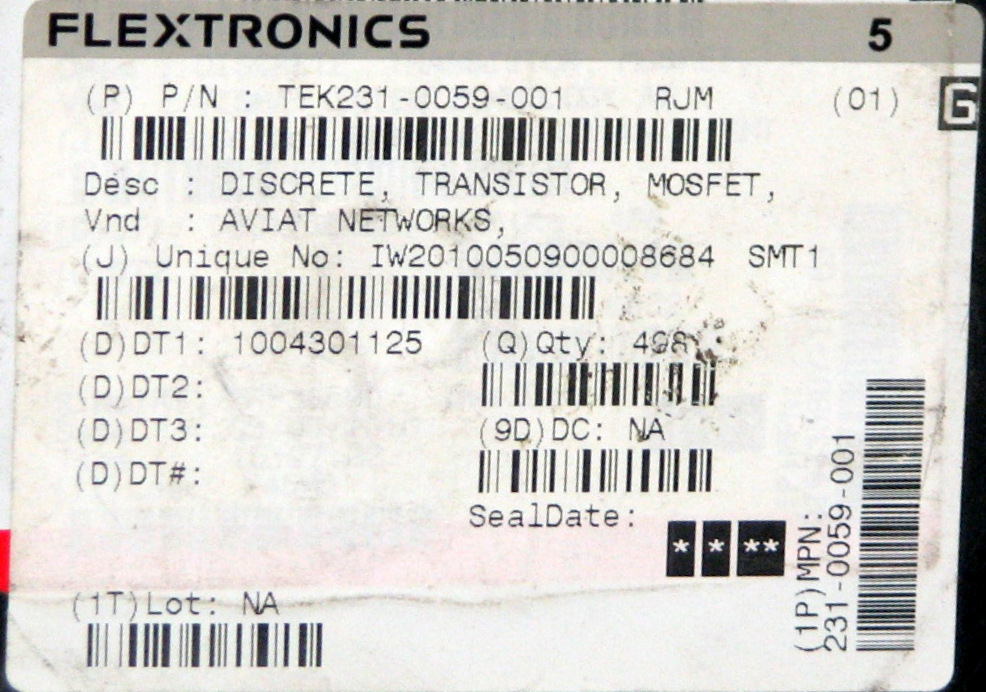 FLEXTRONICS 5
(P) P/N : TEK231-0059-001 RJM (01) G
Desc : DISCRETE, TRANSISTOR, MOSFET,
Vnd : AVIAT NETWORKS,
(J) Unique No: IW2010050900008684 SMT1
(D)DT1: 1004301125 (Q)Qty: 498
(D)DT2:
(D)DT3: (9D)DC: NA
(D)DT#:
SealDate:
* * **
(1T)Lot: NA
(1P)MPN:
231-0059-001